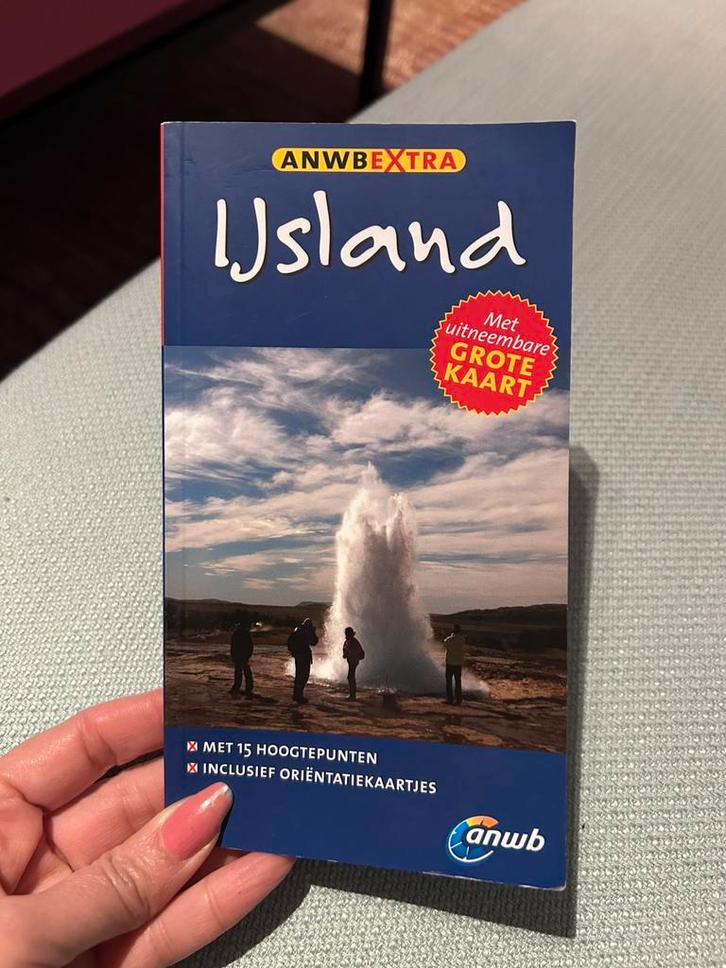 ANWBEXTRA
IJsland
Met
uitneembare
GROTE
KAART
MET 15 HOOGTEPUNTEN
INCLUSIEF ORIËNTATIEKAARTJES
anwb